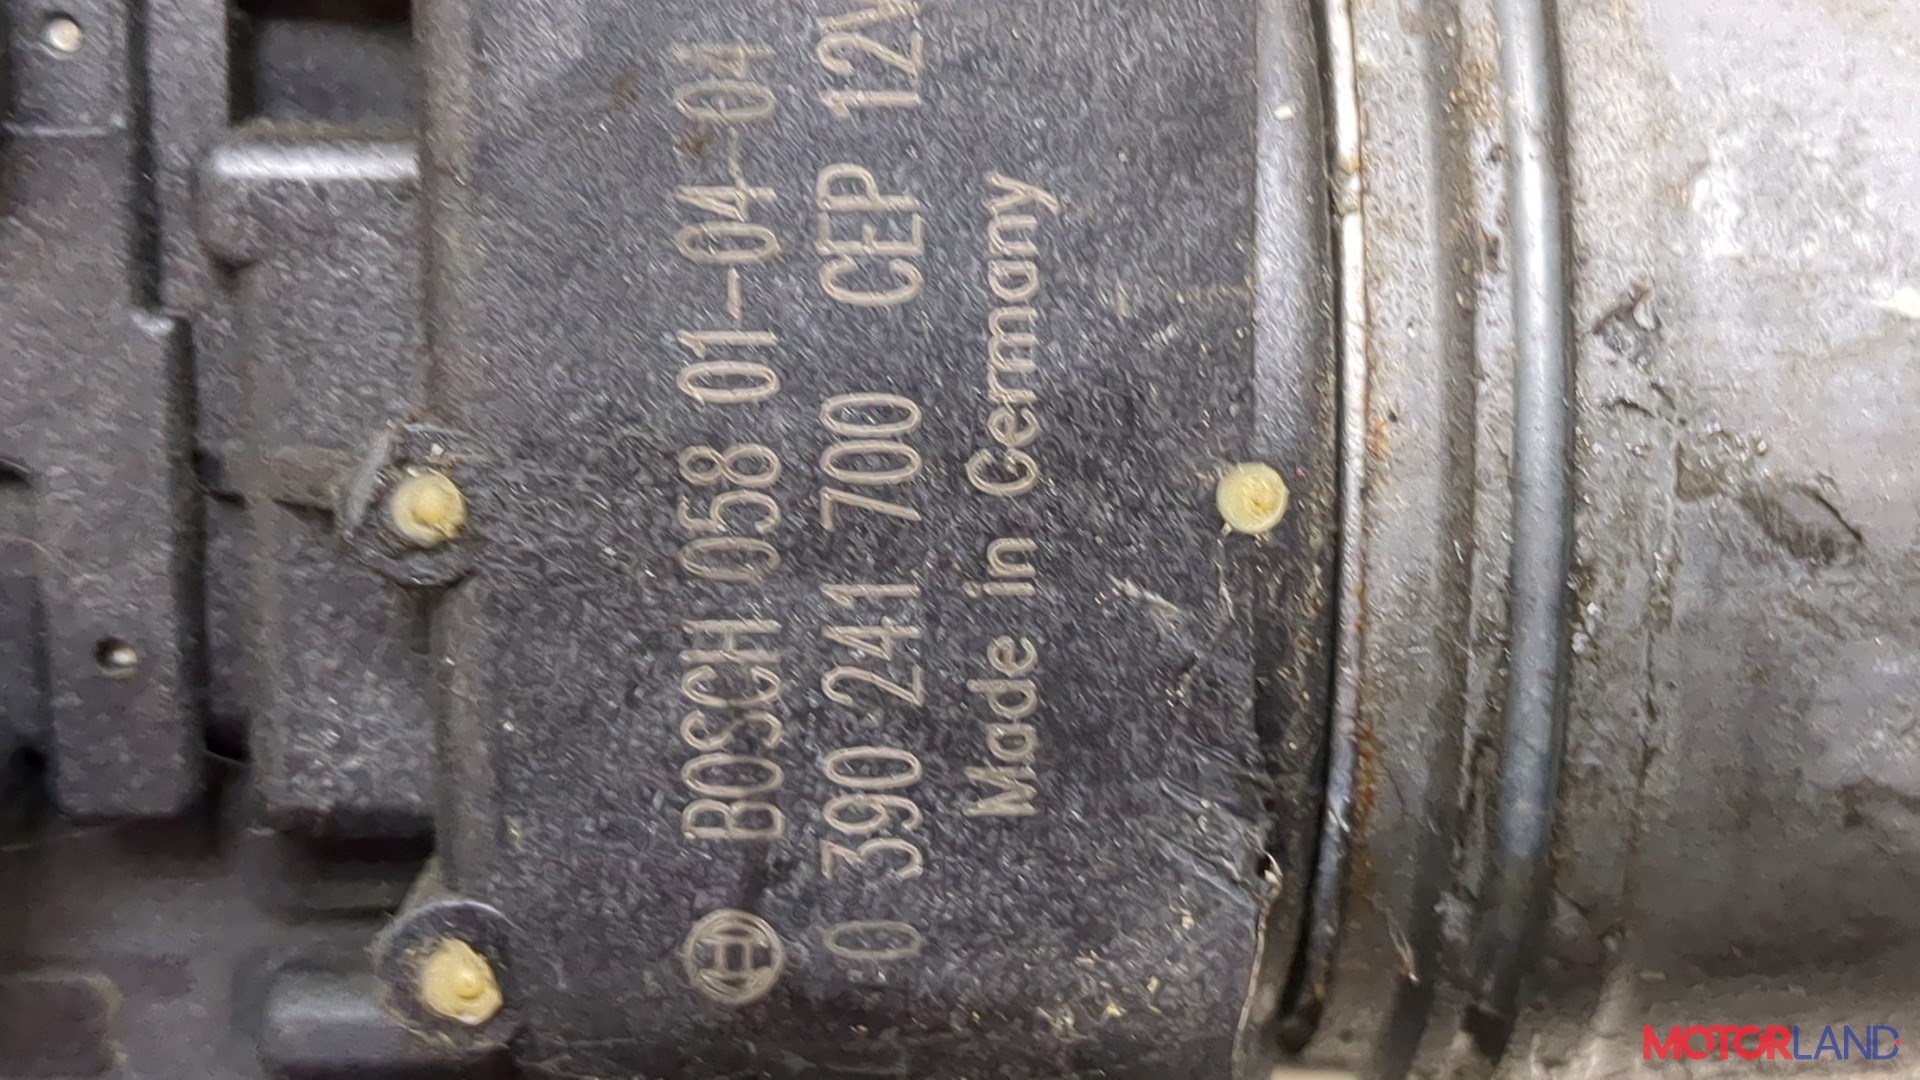 BOSCH 058 01-04-04
0 390 241 700 CEP 12V
Made in Germany
MOTORLAND